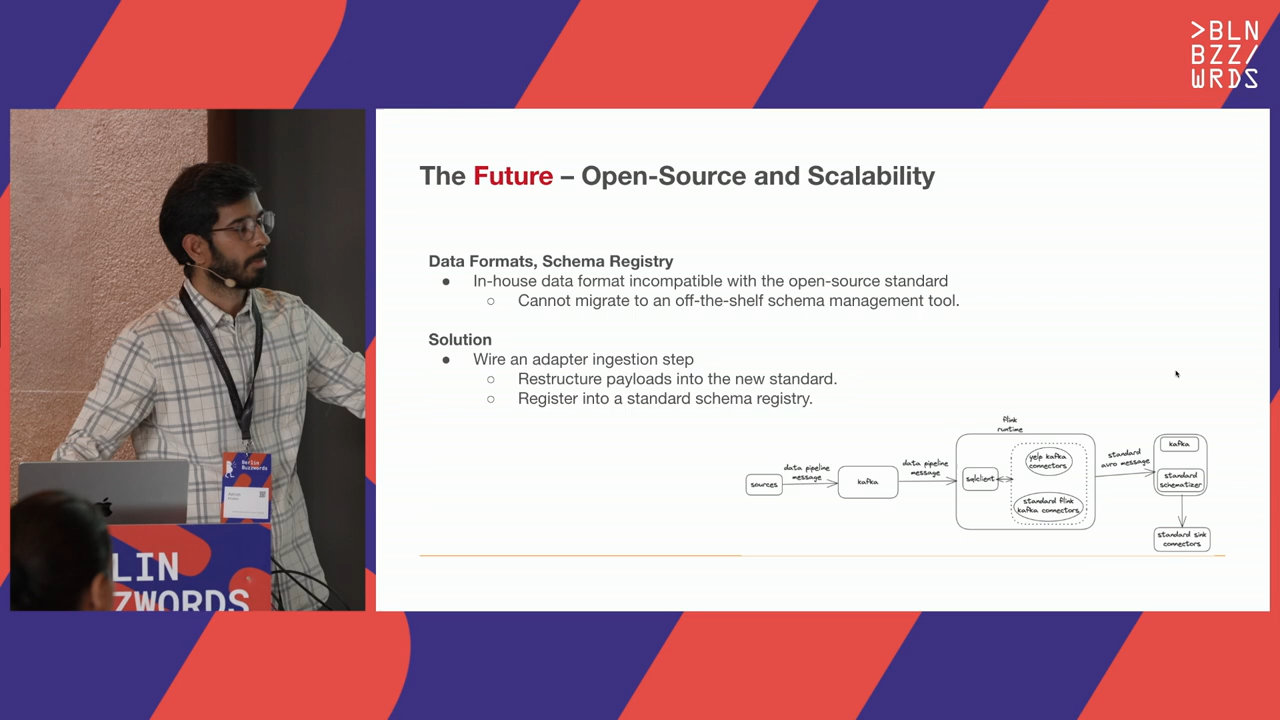 >BLN
BZZ/
WRDS
The Future – Open-Source and Scalability
Data Formats, Schema Registry
● In-house data format incompatible with the open-source standard
○ Cannot migrate to an off-the-shelf schema management tool.
Solution
● Wire an adapter ingestion step
○ Restructure payloads into the new standard.
○ Register into a standard schema registry.
flink
runtime
sources
data pipeline
message
kafka
data pipeline
message
sqlclient
yelp kafka
connectors
standard flink
kafka connectors
standard
avro message
kafka
standard
schematizer
standard sink
connectors
Berlin
Buzzwords
LIN
ZWORDS